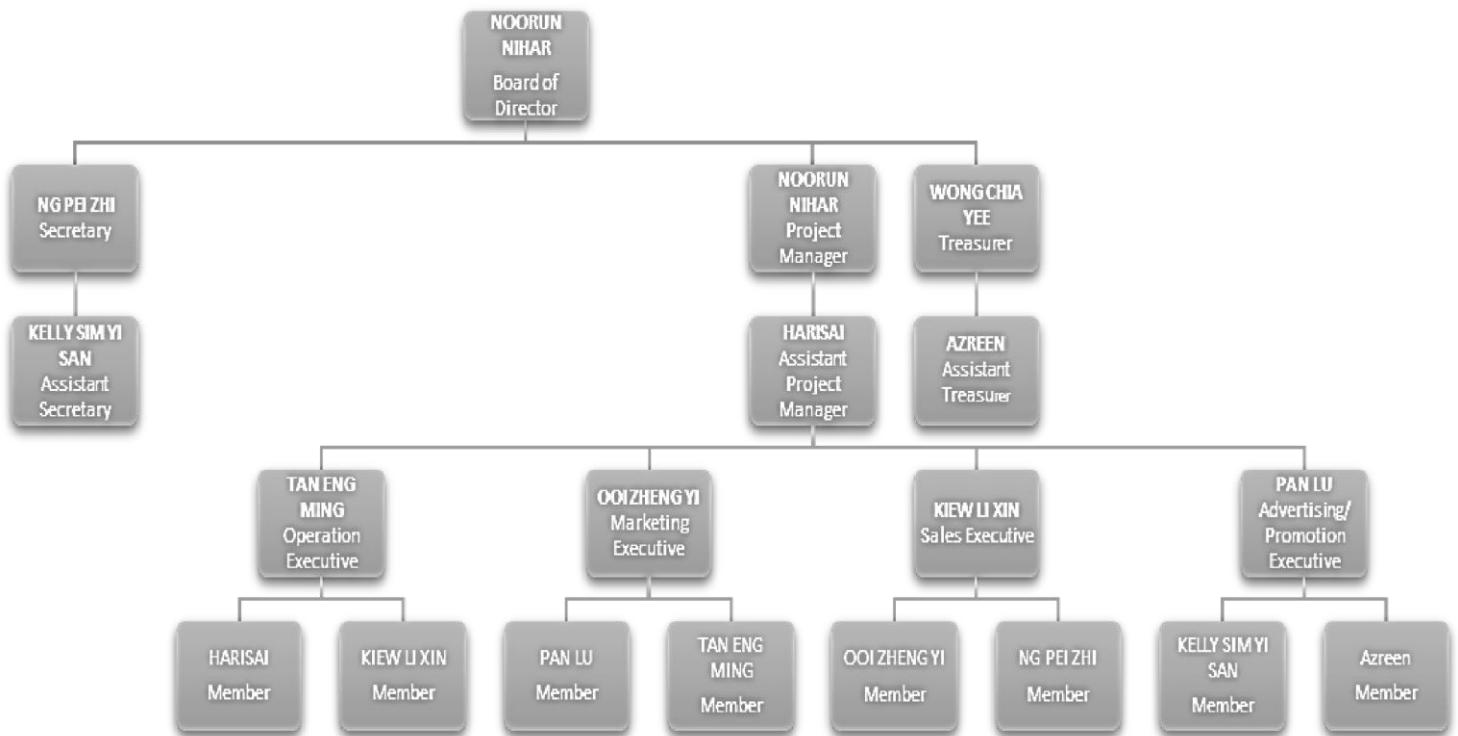 NOORUN
NIHAR
Board of
Director
NG PEI ZHI
Secretary
NOORUN
NIHAR
Project
Manager
WONG CHIA
YEE
Treasurer
KELLY SIM YI
SAN
Assistant
Secretary
HARISAI
Assistant
Project
Manager
AZREEN
Assistant
Treasurer
TAN ENG
MING
Operation
Executive
OOI ZHENG YI
Marketing
Executive
KIEW LI XIN
Sales Executive
PAN LU
Advertising/
Promotion
Executive
HARISAI
Member
KIEW LI XIN
Member
PAN LU
Member
TAN ENG
MING
Member
OOI ZHENG YI
Member
NG PEI ZHI
Member
KELLY SIM YI
SAN
Member
Azreen
Member